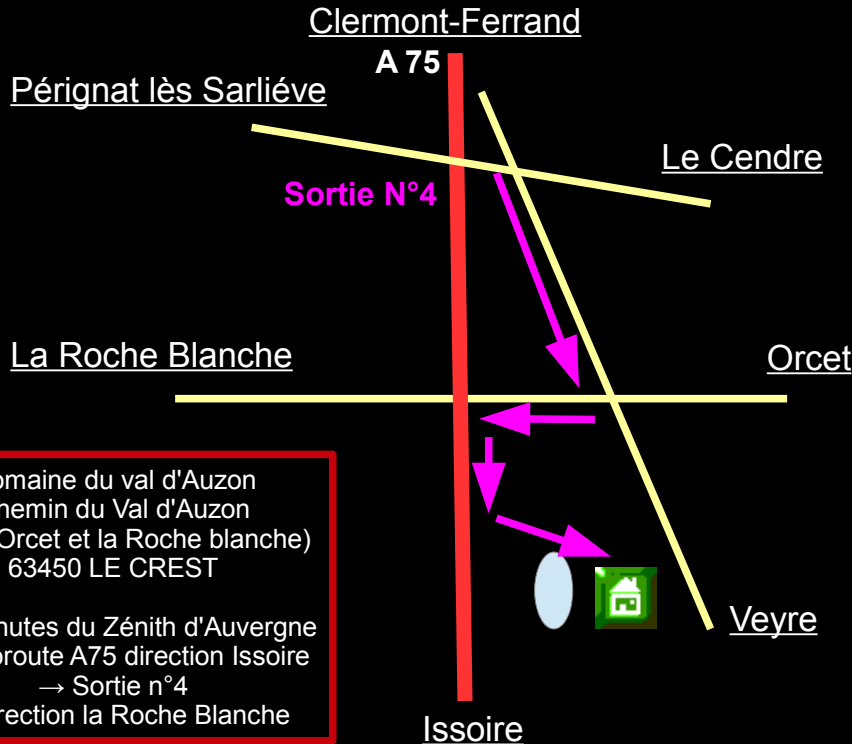 Clermont-Ferrand
A 75
Pérignat lès Sarliéve
Le Cendre
Sortie N°4
La Roche Blanche
Orcet
omaine du val d'Auzon
hemin du Val d'Auzon
Orcet et la Roche blanche)
63450 LE CREST
nutes du Zénith d'Auvergne
oroute A75 direction Issoire
→ Sortie n°4
rection la Roche Blanche
Veyre
Issoire